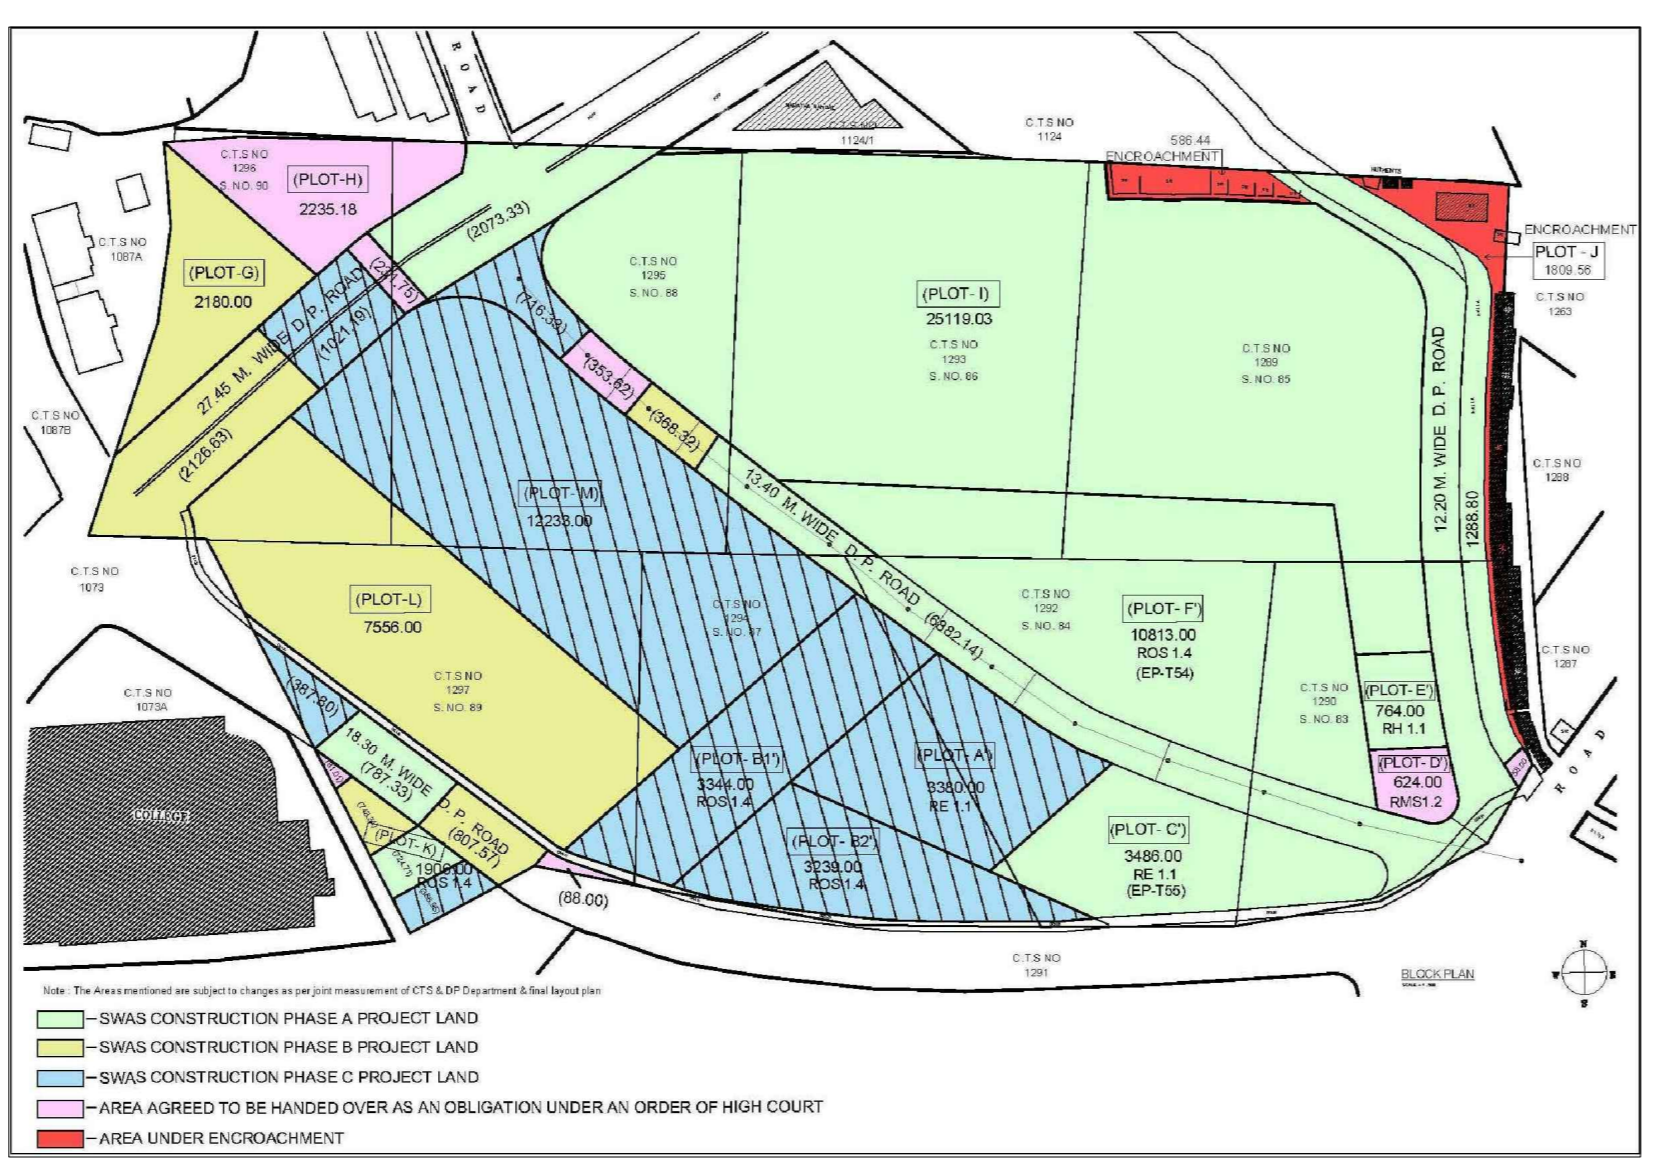 ROAD
C.T.S NO
1296
S. NO. 90
(PLOT-H)
2235.18
C.T.S NO
1124/1
C.T.S NO
1124
586.44
ENCROACHMENT
ENCROACHMENT
PLOT - J
1809.56
C.T.S NO
1263
C.T.S NO
1087A
(PLOT-G)
2180.00
(2073.33)
(231.75)
27.45 M. WIDE D. P. ROAD
(1021.19)
(2126.63)
C.T.S NO
1087B
(716.39)
(353.62)
(368.32)
C.T.S NO
1295
S. NO. 88
(PLOT- I)
25119.03
C.T.S NO
1293
S. NO. 86
C.T.S NO
1289
S. NO. 85
12.20 M. WIDE D. P. ROAD
1288.80
C.T.S NO
1288
(PLOT- M)
12233.00
13.40 M. WIDE D. P. ROAD (6882.14)
C.T.S NO
1073
(PLOT-L)
7556.00
C.T.S NO
1294
S. NO. 87
C.T.S NO
1292
S. NO. 84
(PLOT- F')
10813.00
ROS 1.4
(EP-T54)
C.T.S NO
1287
C.T.S NO
1297
S. NO. 89
C.T.S NO
1290
S. NO. 83
(PLOT- E')
764.00
RH 1.1
C.T.S NO
1073A
(387.80)
18.30 M. WIDE D. P. ROAD
(787.33)
(807.57)
(PLOT- B1')
3344.00
ROS 1.4
(PLOT- A')
3380.00
RE 1.1
(PLOT- D')
624.00
RMS1.2
ROAD
COLLEGE
(PLOT- K)
1906.00
ROS 1.4
(PLOT- B2')
3239.00
ROS1.4
(PLOT- C')
3486.00
RE 1.1
(EP-T55)
(88.00)
C.T.S NO
1291
BLOCK PLAN
N
W
E
S
Note : The Areas mentioned are subject to changes as per joint measurement of CTS & DP Department & final layout plan
SWAS CONSTRUCTION PHASE A PROJECT LAND
SWAS CONSTRUCTION PHASE B PROJECT LAND
SWAS CONSTRUCTION PHASE C PROJECT LAND
AREA AGREED TO BE HANDED OVER AS AN OBLIGATION UNDER AN ORDER OF HIGH COURT
AREA UNDER ENCROACHMENT